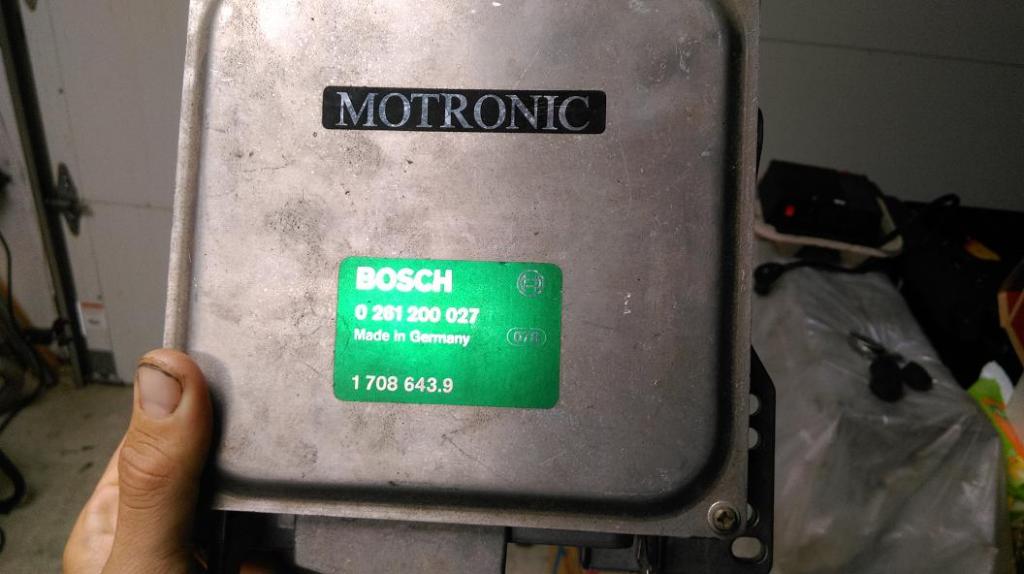 MOTRONIC
BOSCH
0 261 200 027
Made in Germany
078
1 708 643.9